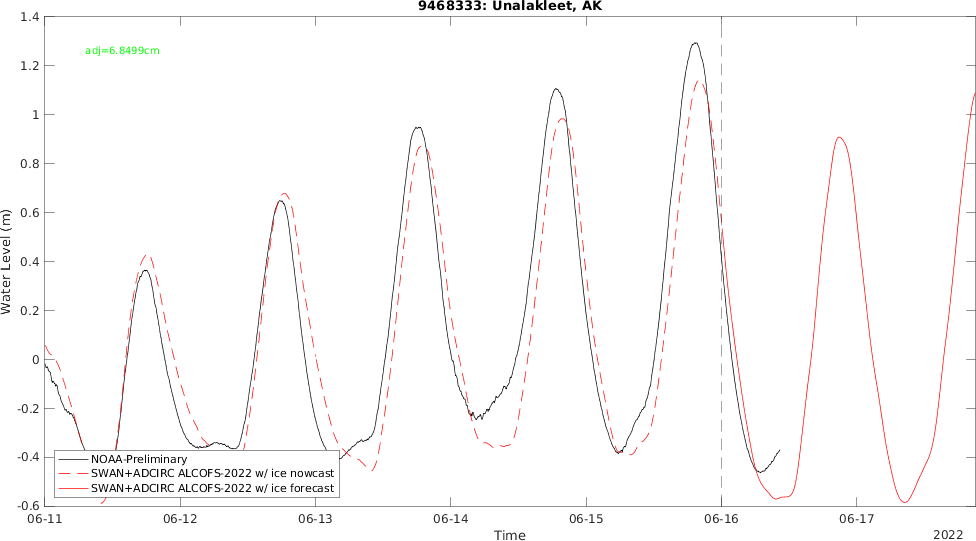 9468333: Unalakleet, AK
adj=6.8499cm
Water Level (m)
1.4
1.2
1
0.8
0.6
0.4
0.2
0
-0.2
-0.4
-0.6
NOAA-Preliminary
SWAN+ADCIRC ALCOFS-2022 w/ ice nowcast
SWAN+ADCIRC ALCOFS-2022 w/ ice forecast
06-11 06-12 06-13 06-14 06-15 06-16 06-17
Time
2022